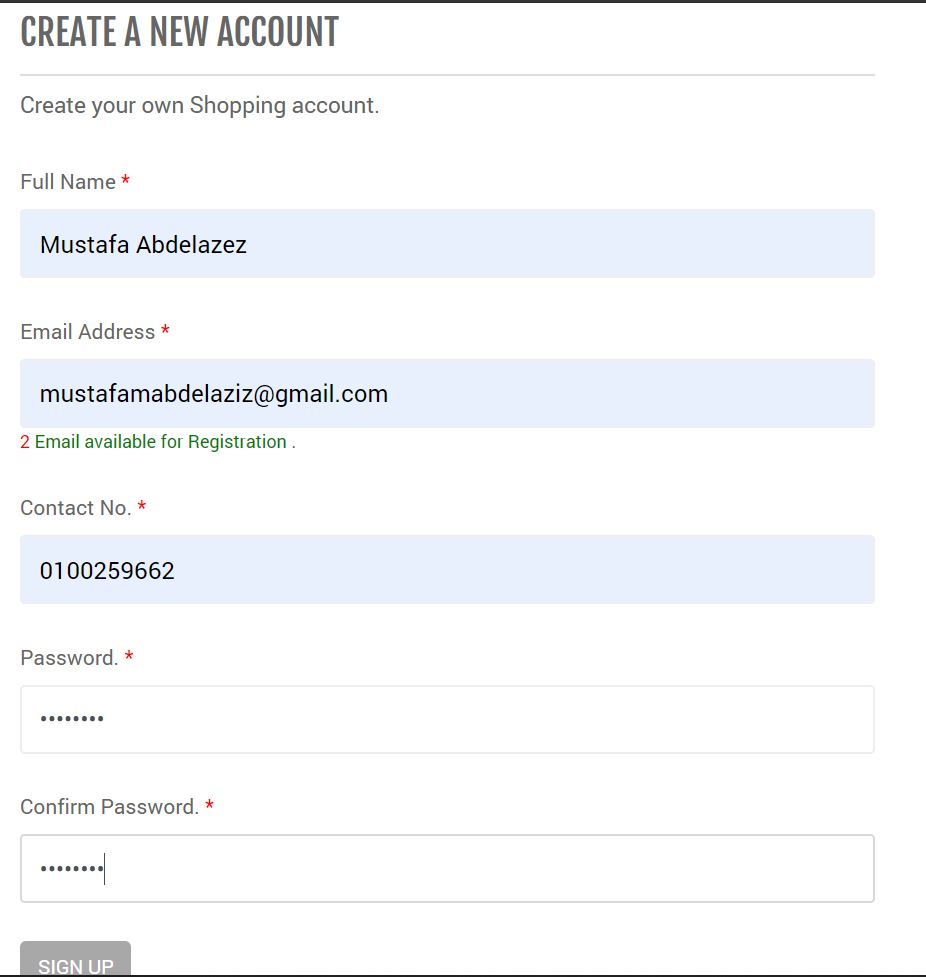 CREATE A NEW ACCOUNT
Create your own Shopping account.
Full Name *
Mustafa Abdelazez
Email Address *
mustafamabdelaziz@gmail.com
2 Email available for Registration .
Contact No. *
0100259662
Password. *
••••••••
Confirm Password. *
••••••••
SIGN UP